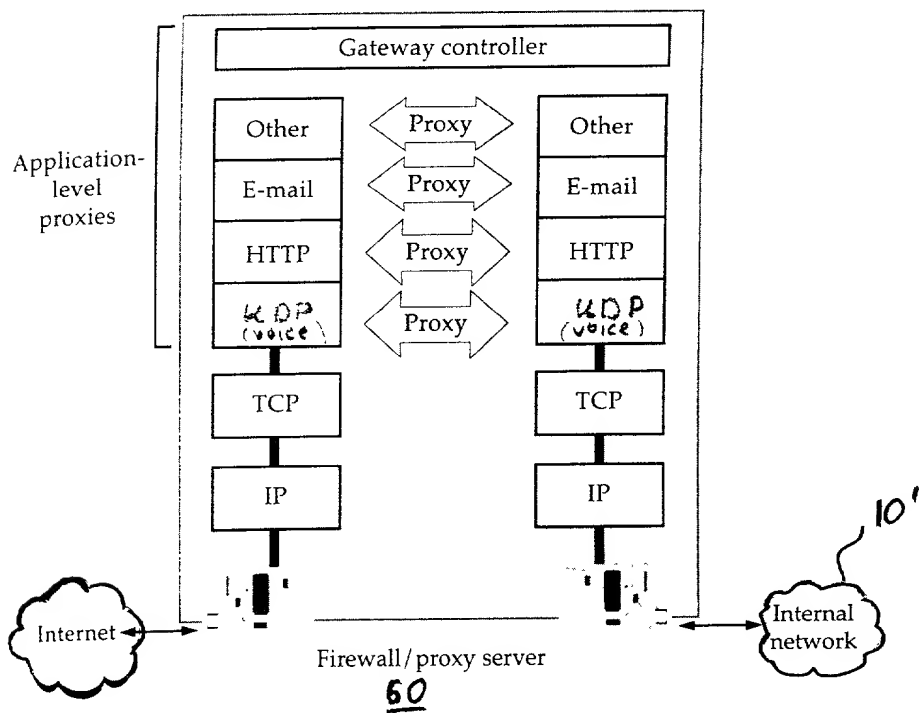 Gateway controller
Application-
level
proxies
Other
Proxy
Other
E-mail
Proxy
E-mail
HTTP
Proxy
HTTP
UDP
(voice)
Proxy
UDP
(voice)
TCP
TCP
IP
IP
10'
Internet
Internal
network
Firewall/proxy server
60